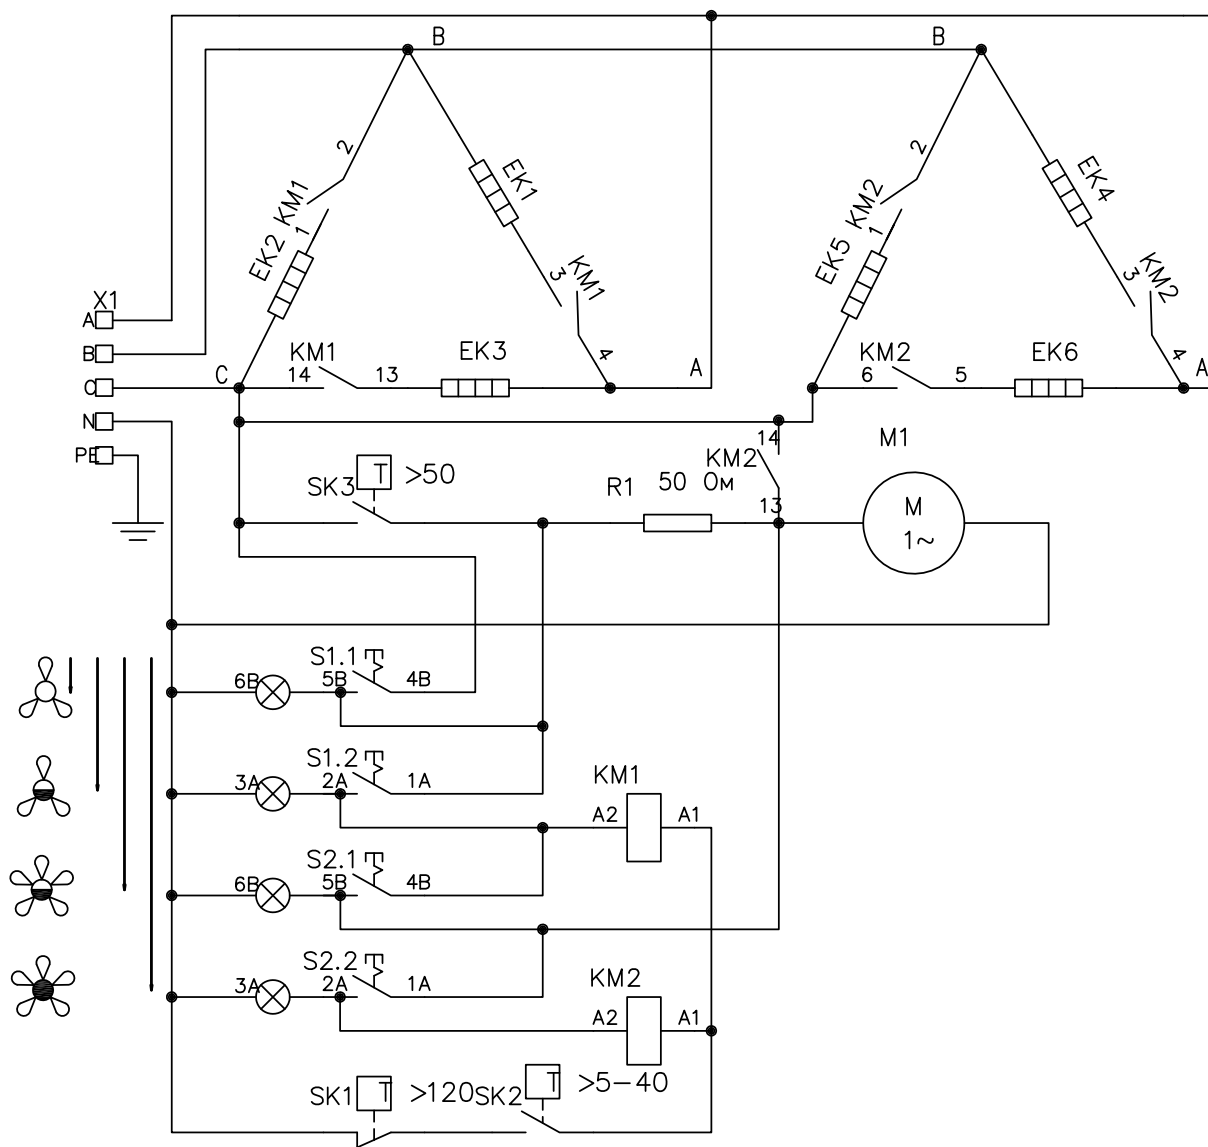 B
B
2
EK1
KM1
1
EK2
3
KM1
2
EK4
KM2
1
EK5
3
KM2
X1
A
B
C
N
PE
C
KM1
14
13
EK3
4
A
KM2
6
5
EK6
4
A
T >50
SK3
R1
50 Ом
14
KM2
13
M1
M
1~
S1.1
6B
5B
4B
S1.2
3A
2A
1A
KM1
A2
A1
S2.1
6B
5B
4B
S2.2
3A
2A
1A
KM2
A2
A1
SK1
T >120
SK2
T >5-40